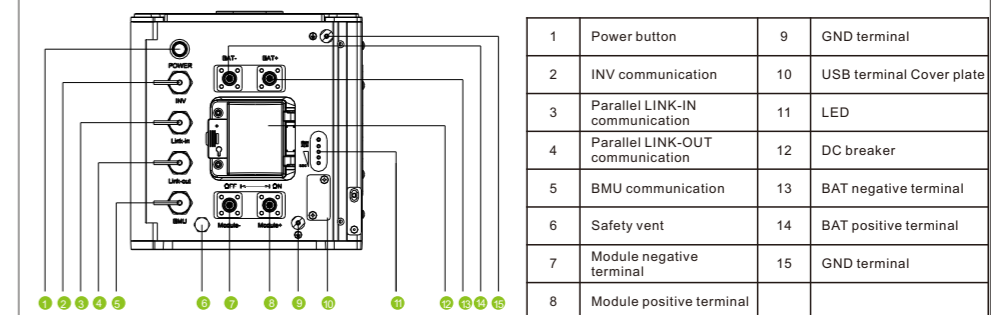 POWER
BAT-
BAT+
INV
Link-in
Link-out
OFF
ON
BMU
Module-
Module+
1
2
3
4
5
6
7
8
9
10
11
12
13
14
15
1 Power button 9 GND terminal
2 INV communication 10 USB terminal Cover plate
3 Parallel LINK-IN
communication 11 LED
4 Parallel LINK-OUT
communication 12 DC breaker
5 BMU communication 13 BAT negative terminal
6 Safety vent 14 BAT positive terminal
7 Module negative
terminal 15 GND terminal
8 Module positive terminal